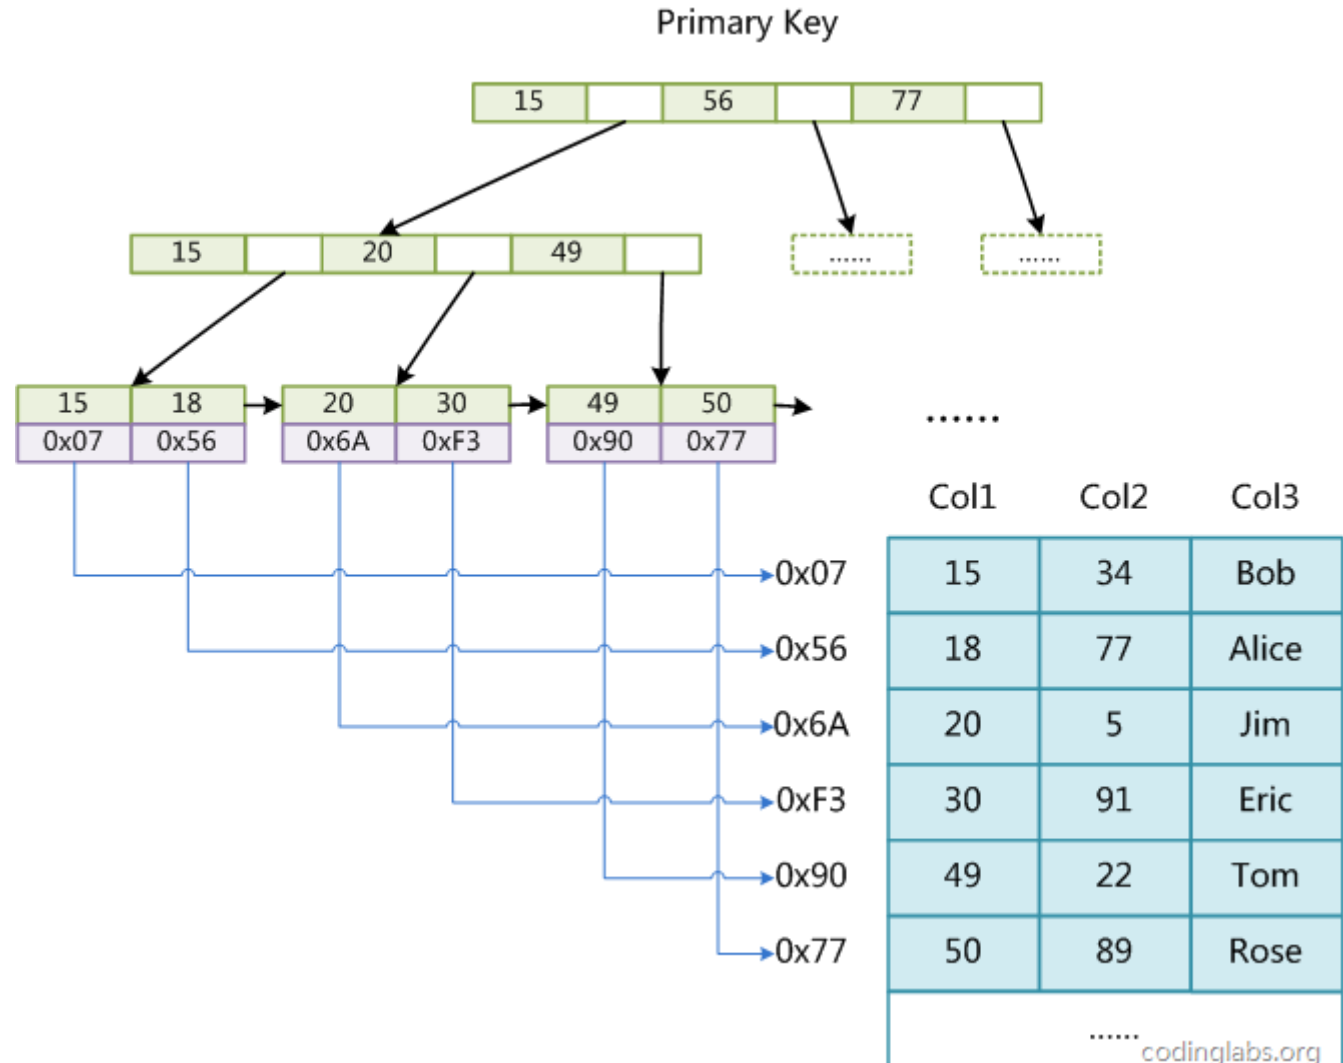 Primary Key
15 56 77
15 20 49 ...... ......
15 18 20 30 49 50
0x07 0x56 0x6A 0xF3 0x90 0x77
......
Col1 Col2 Col3
0x07 15 34 Bob
0x56 18 77 Alice
0x6A 20 5 Jim
0xF3 30 91 Eric
0x90 49 22 Tom
0x77 50 89 Rose
......
codinglabs.org